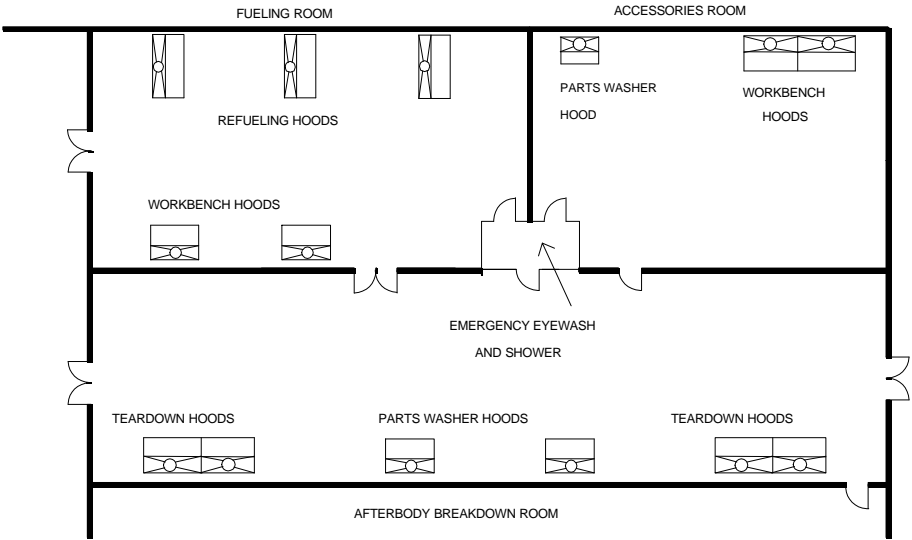 FUELING ROOM
ACCESSORIES ROOM
REFUELING HOODS
PARTS WASHER
HOOD
WORKBENCH
HOODS
WORKBENCH HOODS
EMERGENCY EYEWASH
AND SHOWER
TEARDOWN HOODS
PARTS WASHER HOODS
TEARDOWN HOODS
AFTERBODY BREAKDOWN ROOM